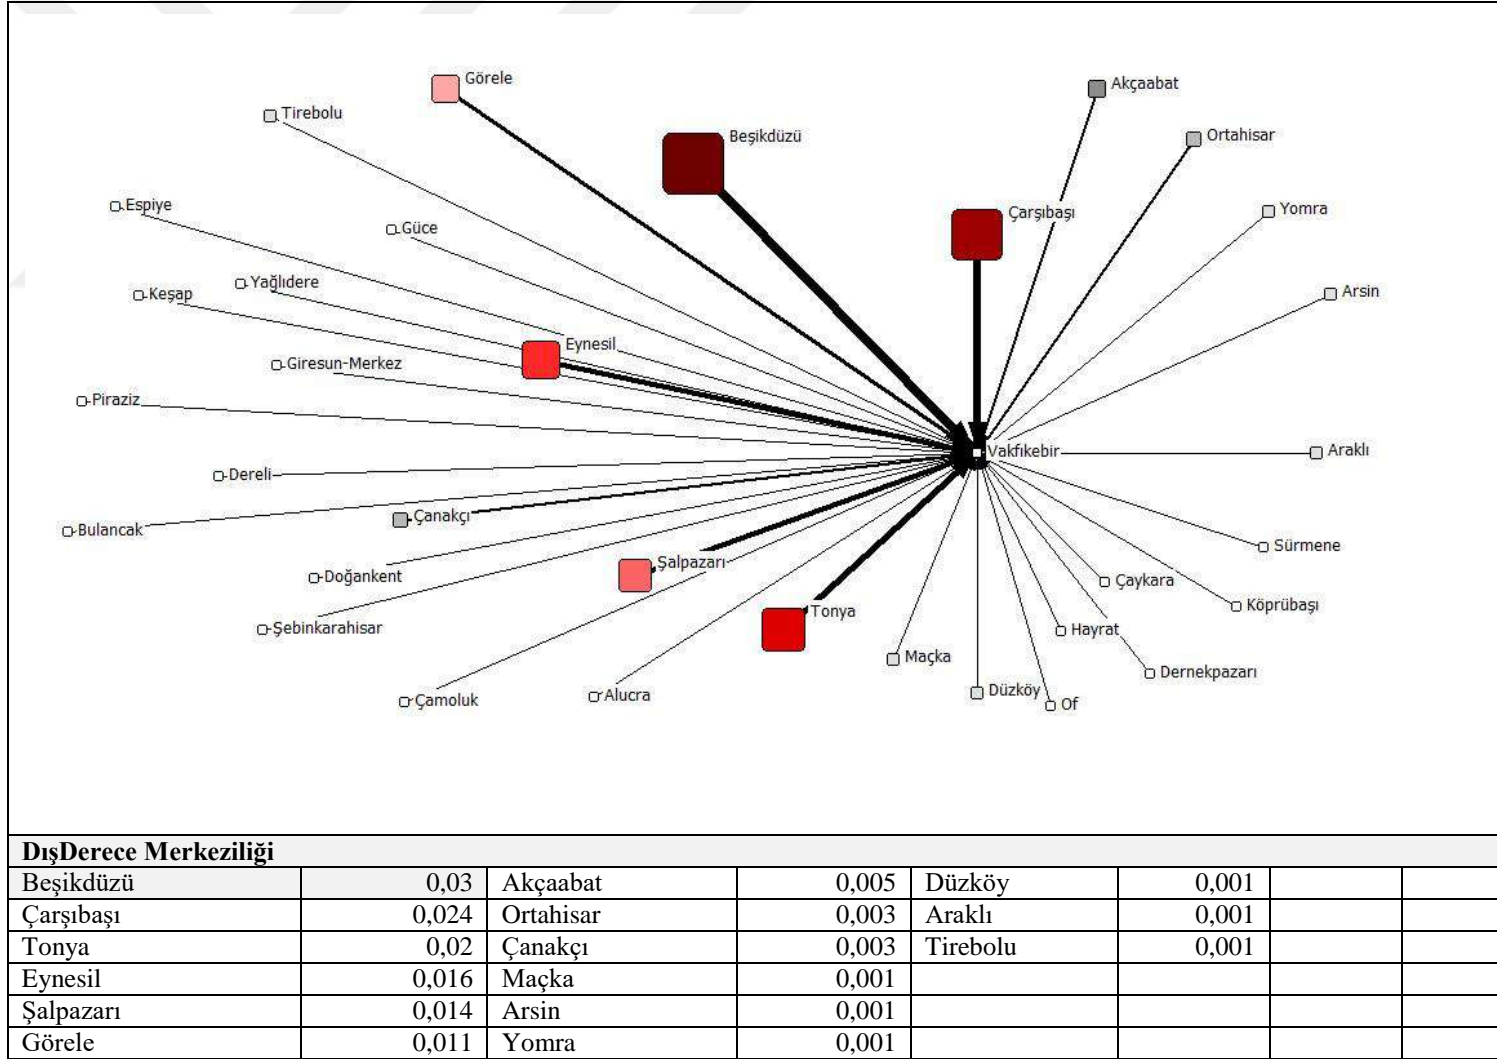 Görele
Akçaabat
Tirebolu
Beşikdüzü
Ortahisar
Espiye
Güce
Çarşıbaşı
Yomra
Yağlıdere
Keşap
Arsin
Eynesil
Giresun-Merkez
Piraziz
Vakfıkebir
Araklı
Dereli
Bulancak
Çanakçı
Sürmene
Şalpazarı
Doğankent
Çaykara
Köprübaşı
Tonya
Şebinkarahisar
Hayrat
Maçka
Dernekpazarı
Çamoluk
Alucra
Düzköy
Of
DışDerece Merkeziliği
Beşikdüzü 0,03 Akçaabat 0,005 Düzköy 0,001
Çarşıbaşı 0,024 Ortahisar 0,003 Araklı 0,001
Tonya 0,02 Çanakçı 0,003 Tirebolu 0,001
Eynesil 0,016 Maçka 0,001
Şalpazarı 0,014 Arsin 0,001
Görele 0,011 Yomra 0,001